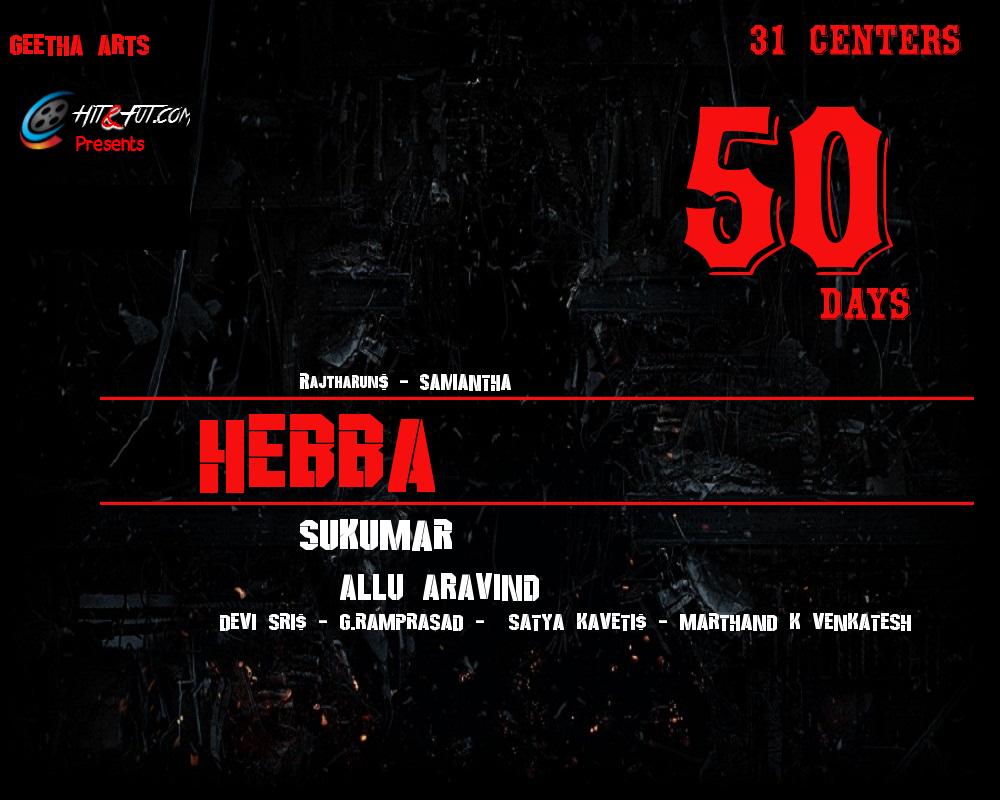 GEETHA ARTS
31 CENTERS
HIT&FUT.COM
Presents
50
DAYS
RAJTHARUN$ - SAMANTHA
HEBBA
SUKUMAR
ALLU ARAVIND
DEVI SRI$ - G.RAMPRASAD - SATYA KAVETI$ - MARTHAND K VENKATESH